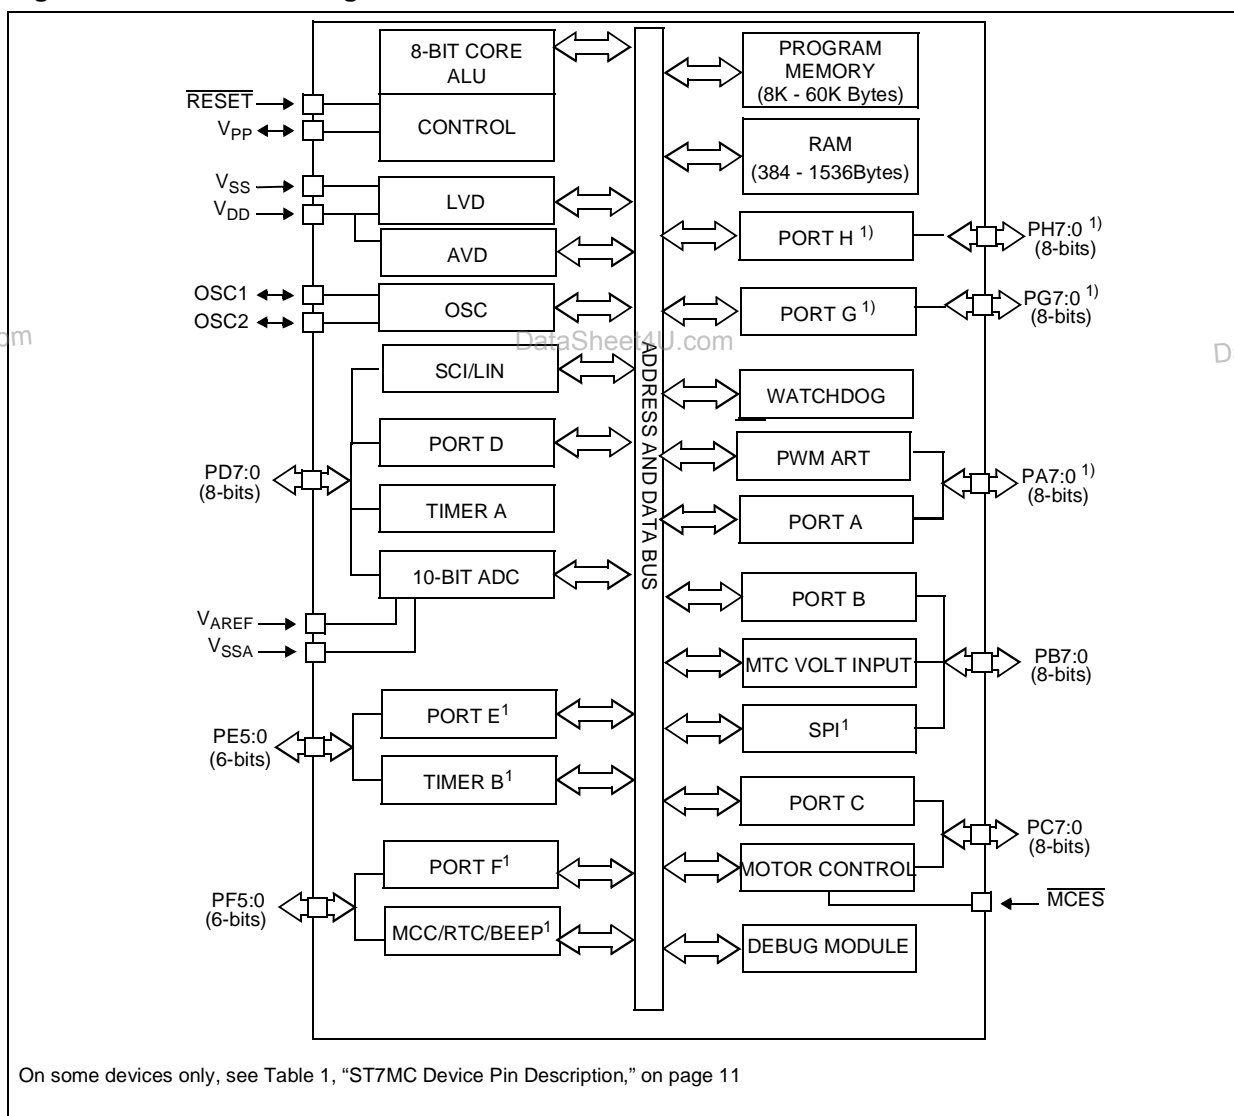 8-BIT CORE
ALU
CONTROL
RESET
VPP
VSS
VDD
LVD
AVD
OSC1
OSC2
OSC
SCI/LIN
PORT D
TIMER A
10-BIT ADC
PD7:0
(8-bits)
VAREF
VSSA
PORT E1
TIMER B1
PE5:0
(6-bits)
PORT F1
MCC/RTC/BEEP1
PF5:0
(6-bits)
ADDRESS AND DATA BUS
PROGRAM
MEMORY
(8K - 60K Bytes)
RAM
(384 - 1536Bytes)
PORT H 1)
PH7:0 1)
(8-bits)
PORT G 1)
PG7:0 1)
(8-bits)
WATCHDOG
PWM ART
PORT A
PA7:0 1)
(8-bits)
PORT B
MTC VOLT INPUT
SPI1
PB7:0
(8-bits)
PORT C
MOTOR CONTROL
PC7:0
(8-bits)
MCES
DEBUG MODULE
DataSheet4U.com
On some devices only, see Table 1, “ST7MC Device Pin Description,” on page 11